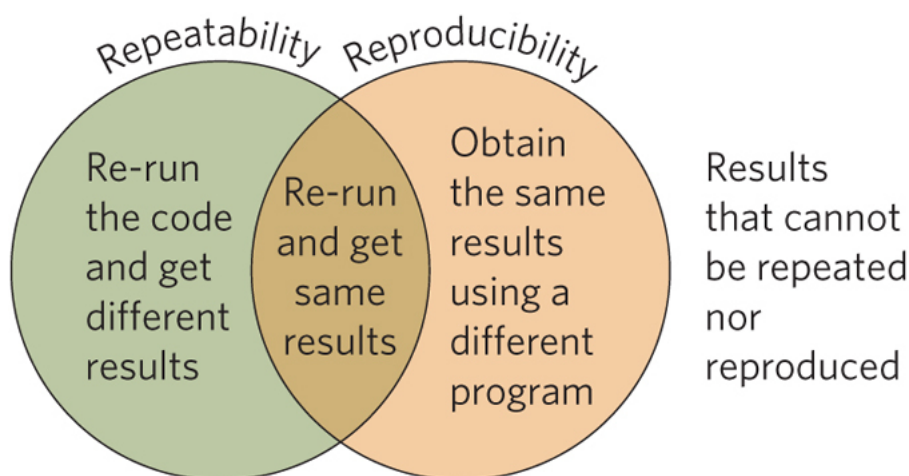 Repeatability
Reproducibility
Re-run
the code
and get
different
results
Re-run
and get
same
results
Obtain
the same
results
using a
different
program
Results
that cannot
be repeated
nor
reproduced